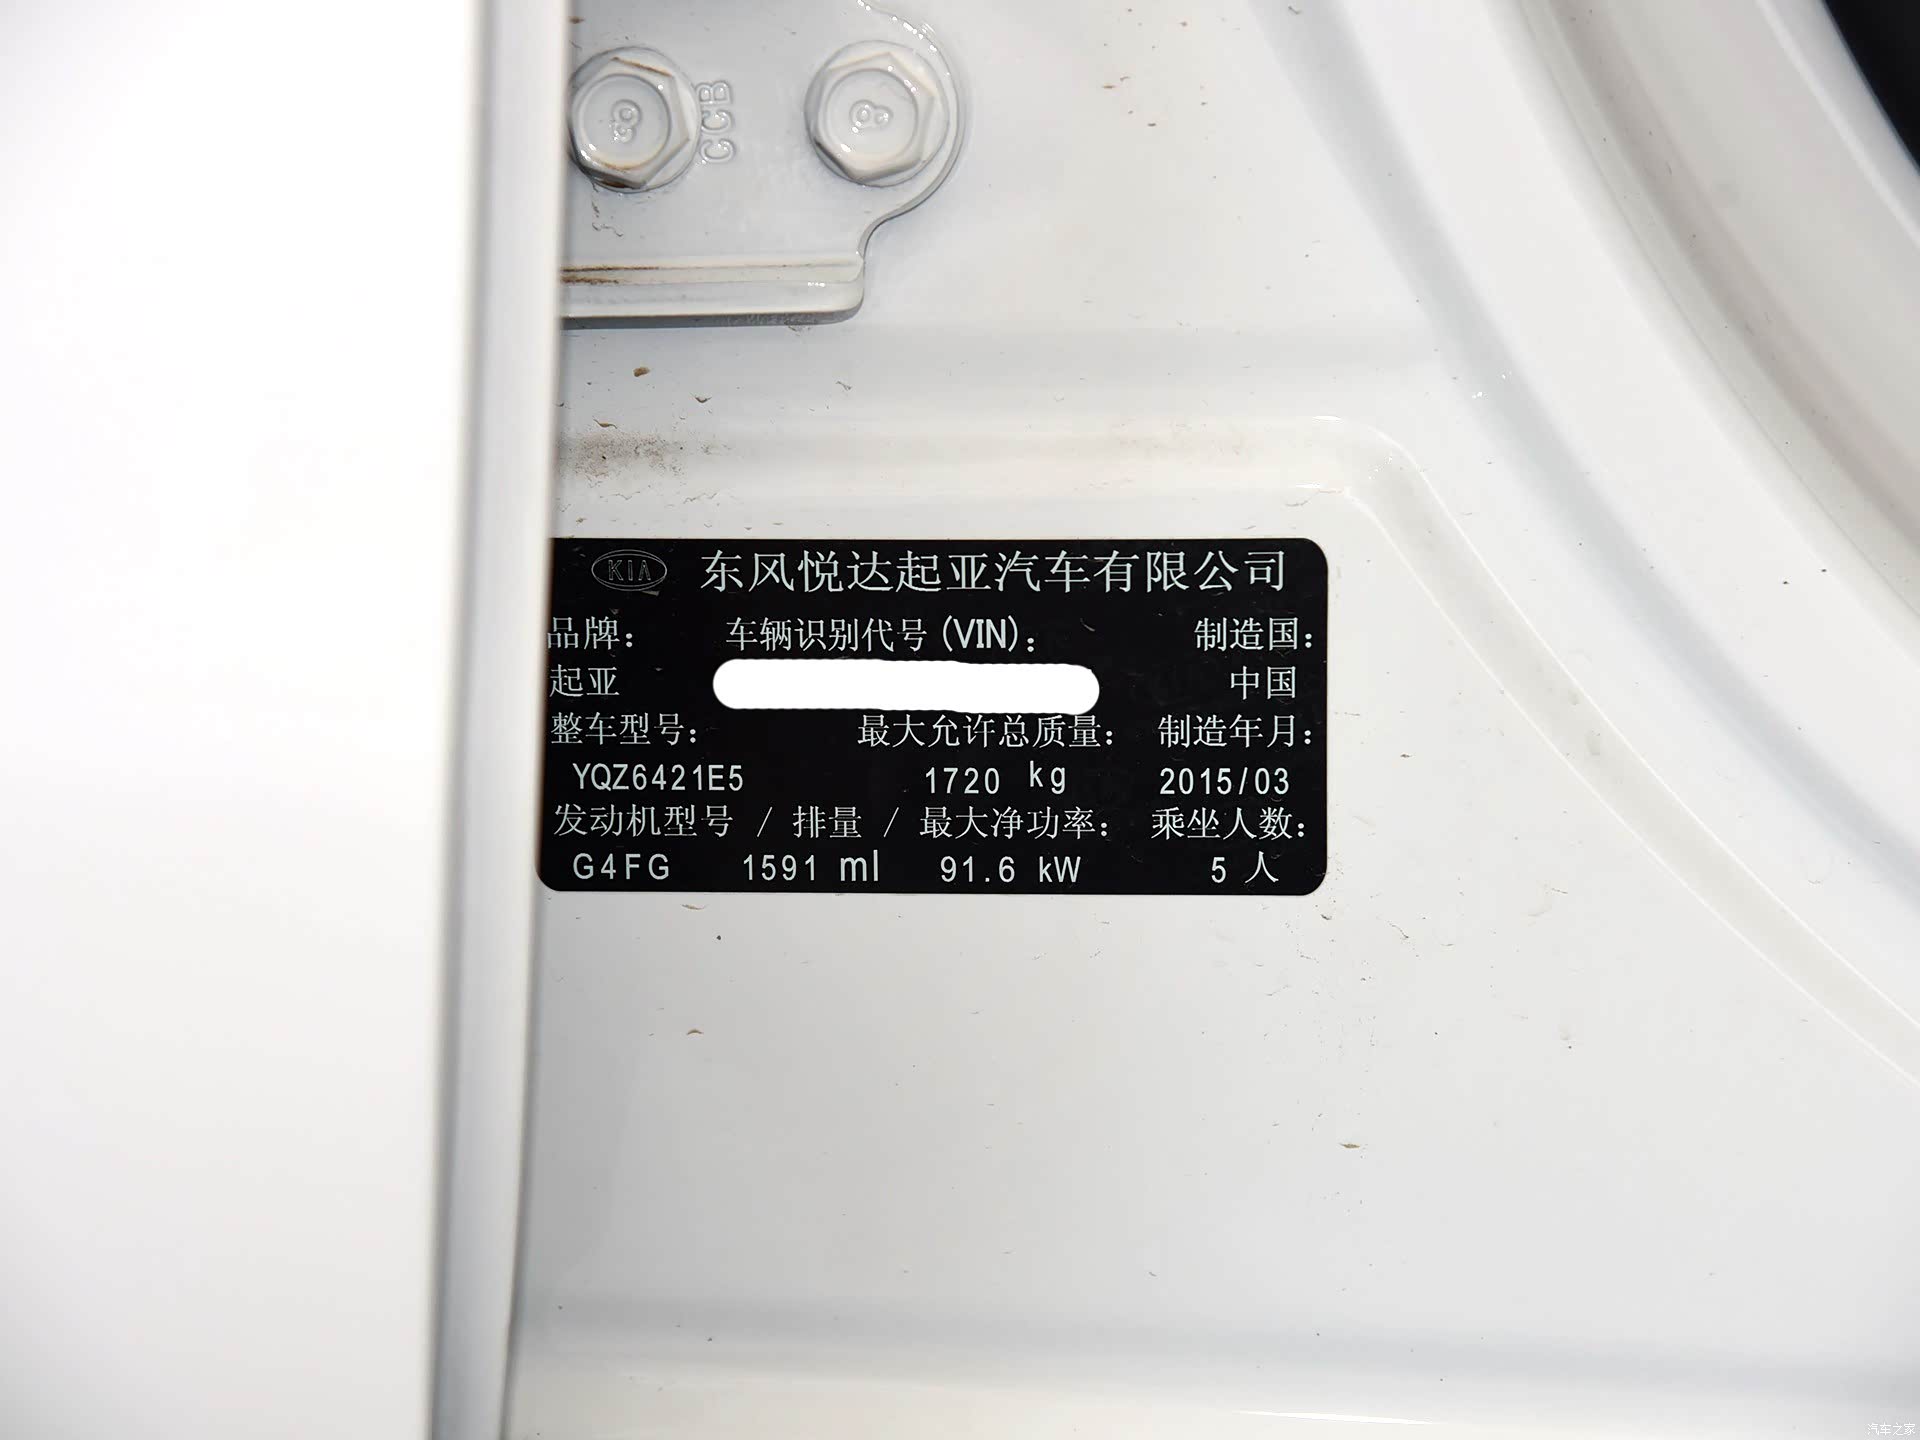 CCB
8
8
KIA 东风悦达起亚汽车有限公司
品牌： 车辆识别代号(VIN)： 制造国：
起亚 中国
整车型号： 最大允许总质量： 制造年月：
YQZ6421E5 1720 kg 2015/03
发动机型号 / 排量 / 最大净功率： 乘坐人数：
G4FG 1591 ml 91.6 kW 5 人
汽车之家